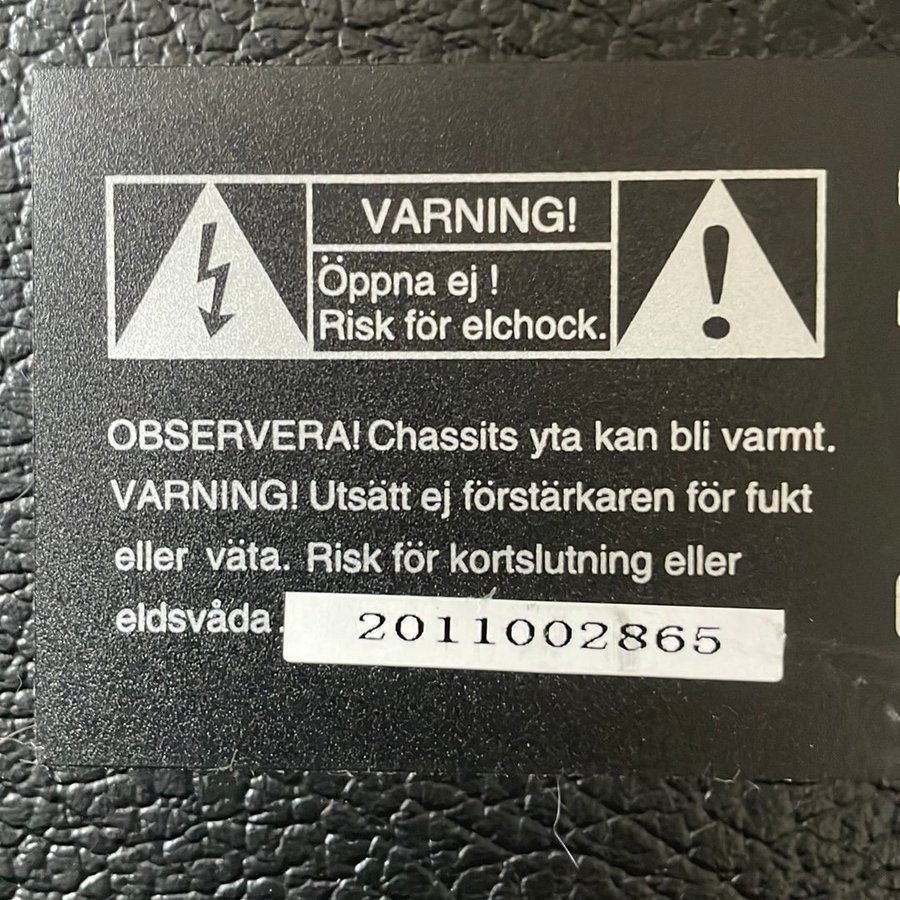 VARNING!
Öppna ej !
Risk för elchock.
OBSERVERA! Chassits yta kan bli varmt.
VARNING! Utsätt ej förstärkaren för fukt
eller väta. Risk för kortslutning eller
eldsvåda.
2011002865